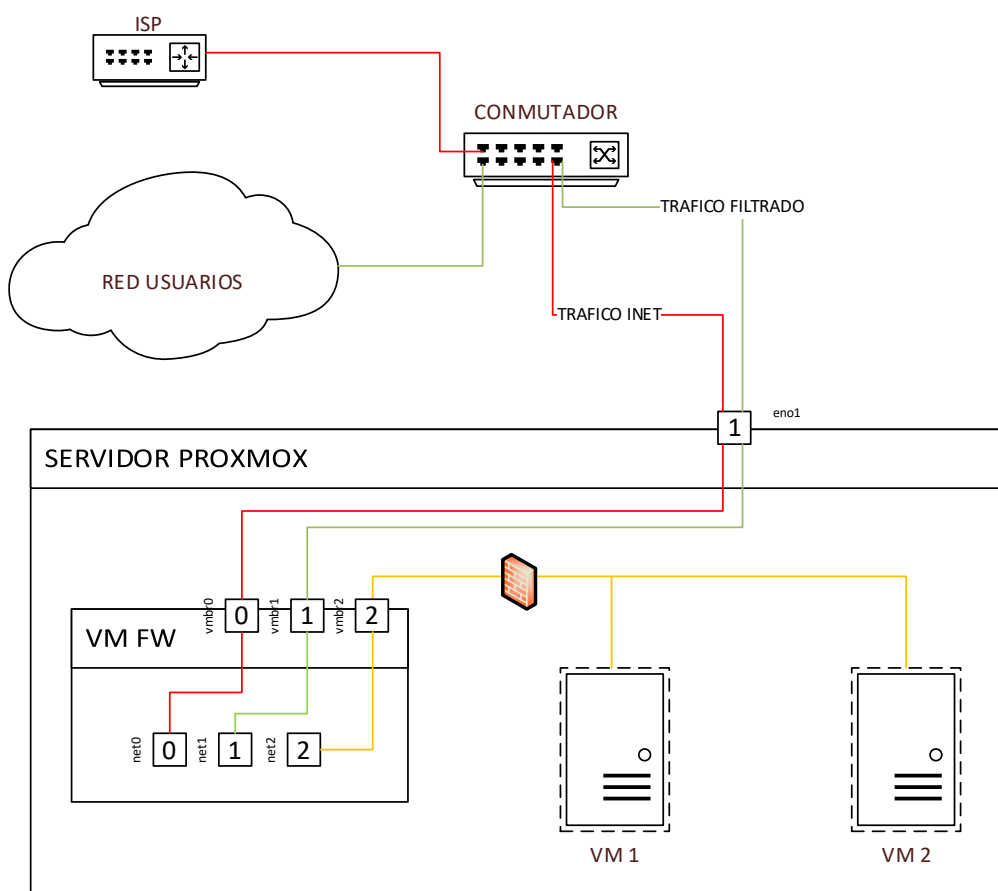 ISP
CONMUTADOR
TRAFICO FILTRADO
RED USUARIOS
TRAFICO INET
eno1
1
SERVIDOR PROXMOX
vmbr0
0
vmbr1
1
vmbr2
2
VM FW
net0
0
net1
1
net2
2
VM 1
VM 2